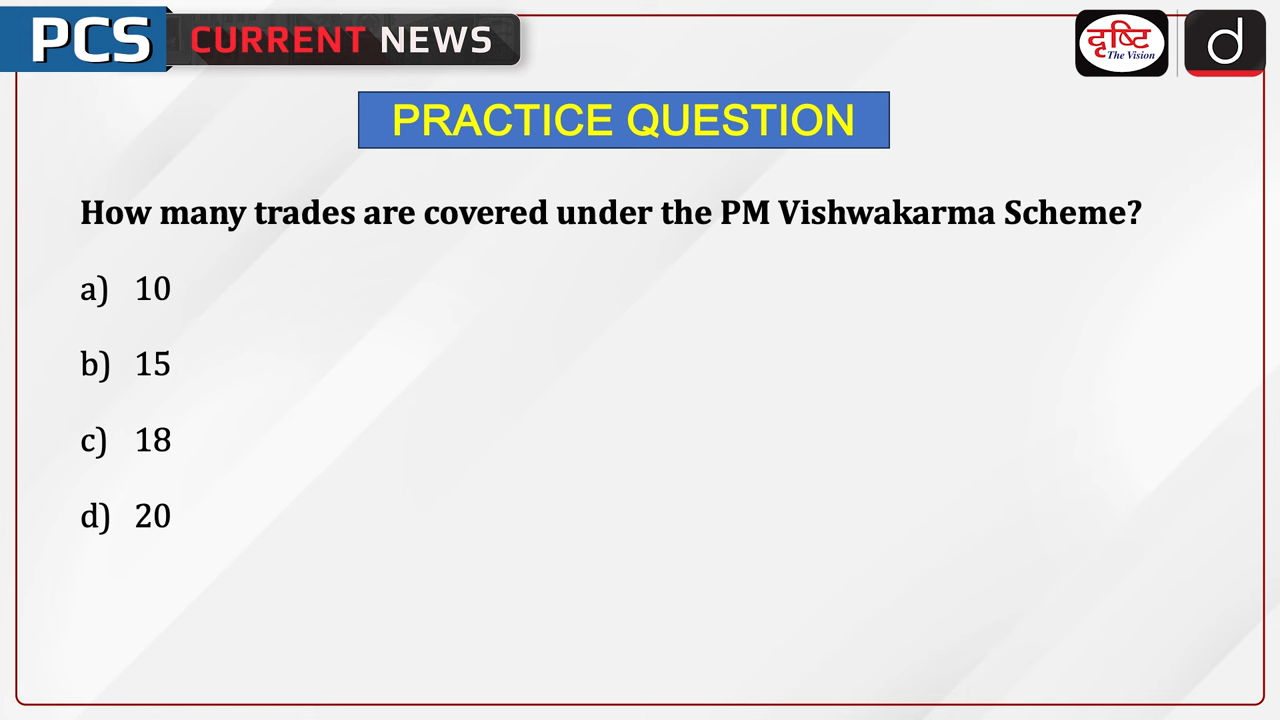 PCS CURRENT NEWS
दृष्टि
The Vision
d
PRACTICE QUESTION
How many trades are covered under the PM Vishwakarma Scheme?
a) 10
b) 15
c) 18
d) 20